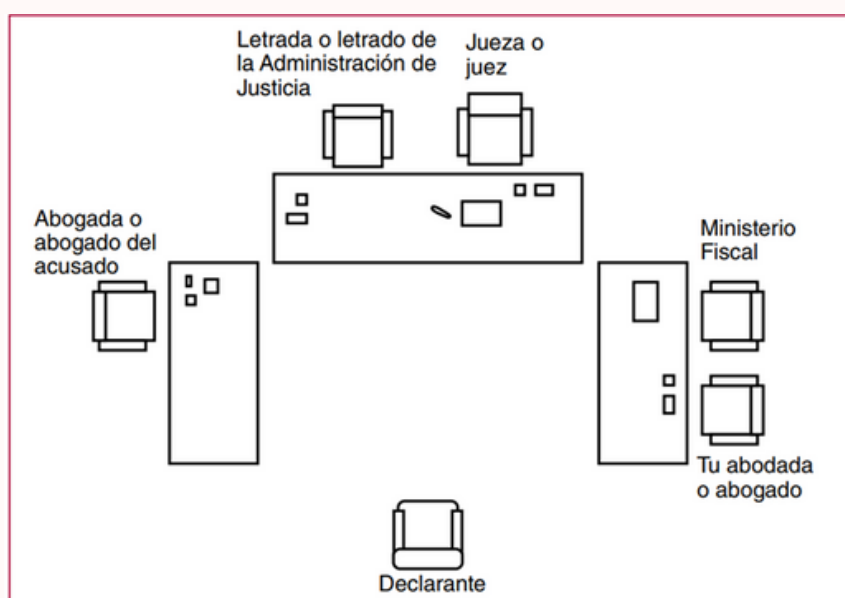 Letrada o letrado de
la Administración de
Justicia
Jueza o
juez
Abogada o
abogado del
acusado
Ministerio
Fiscal
Tu abodada
o abogado
Declarante